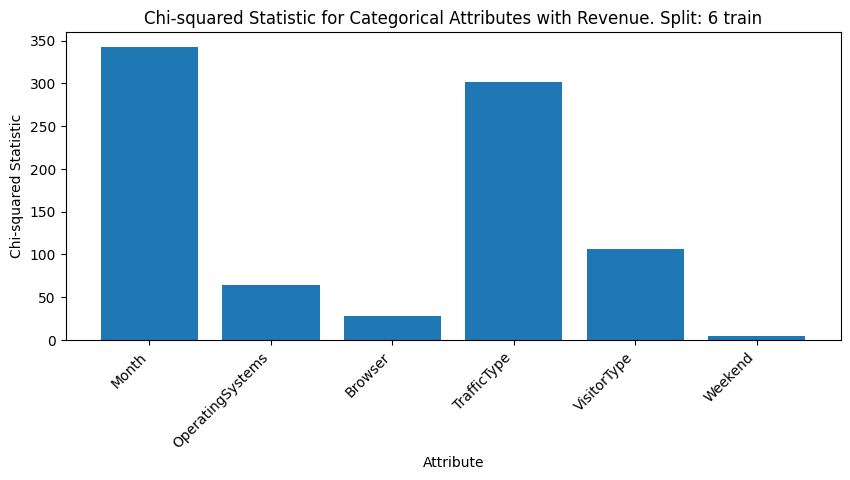 Chi-squared Statistic for Categorical Attributes with Revenue. Split: 6 train
Chi-squared Statistic
350
300
250
200
150
100
50
0
Month
OperatingSystems
Browser
TrafficType
VisitorType
Weekend
Attribute